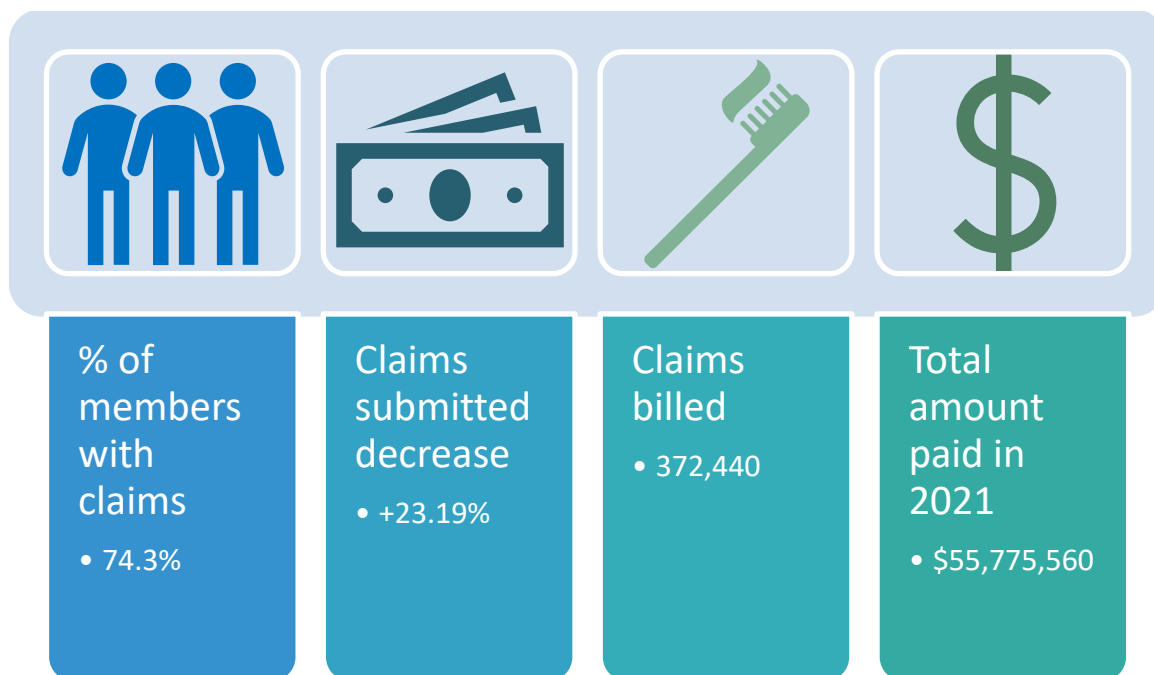 % of
members
with
claims
• 74.3%
Claims
submitted
decrease
• +23.19%
Claims
billed
• 372,440
Total
amount
paid in
2021
• $55,775,560